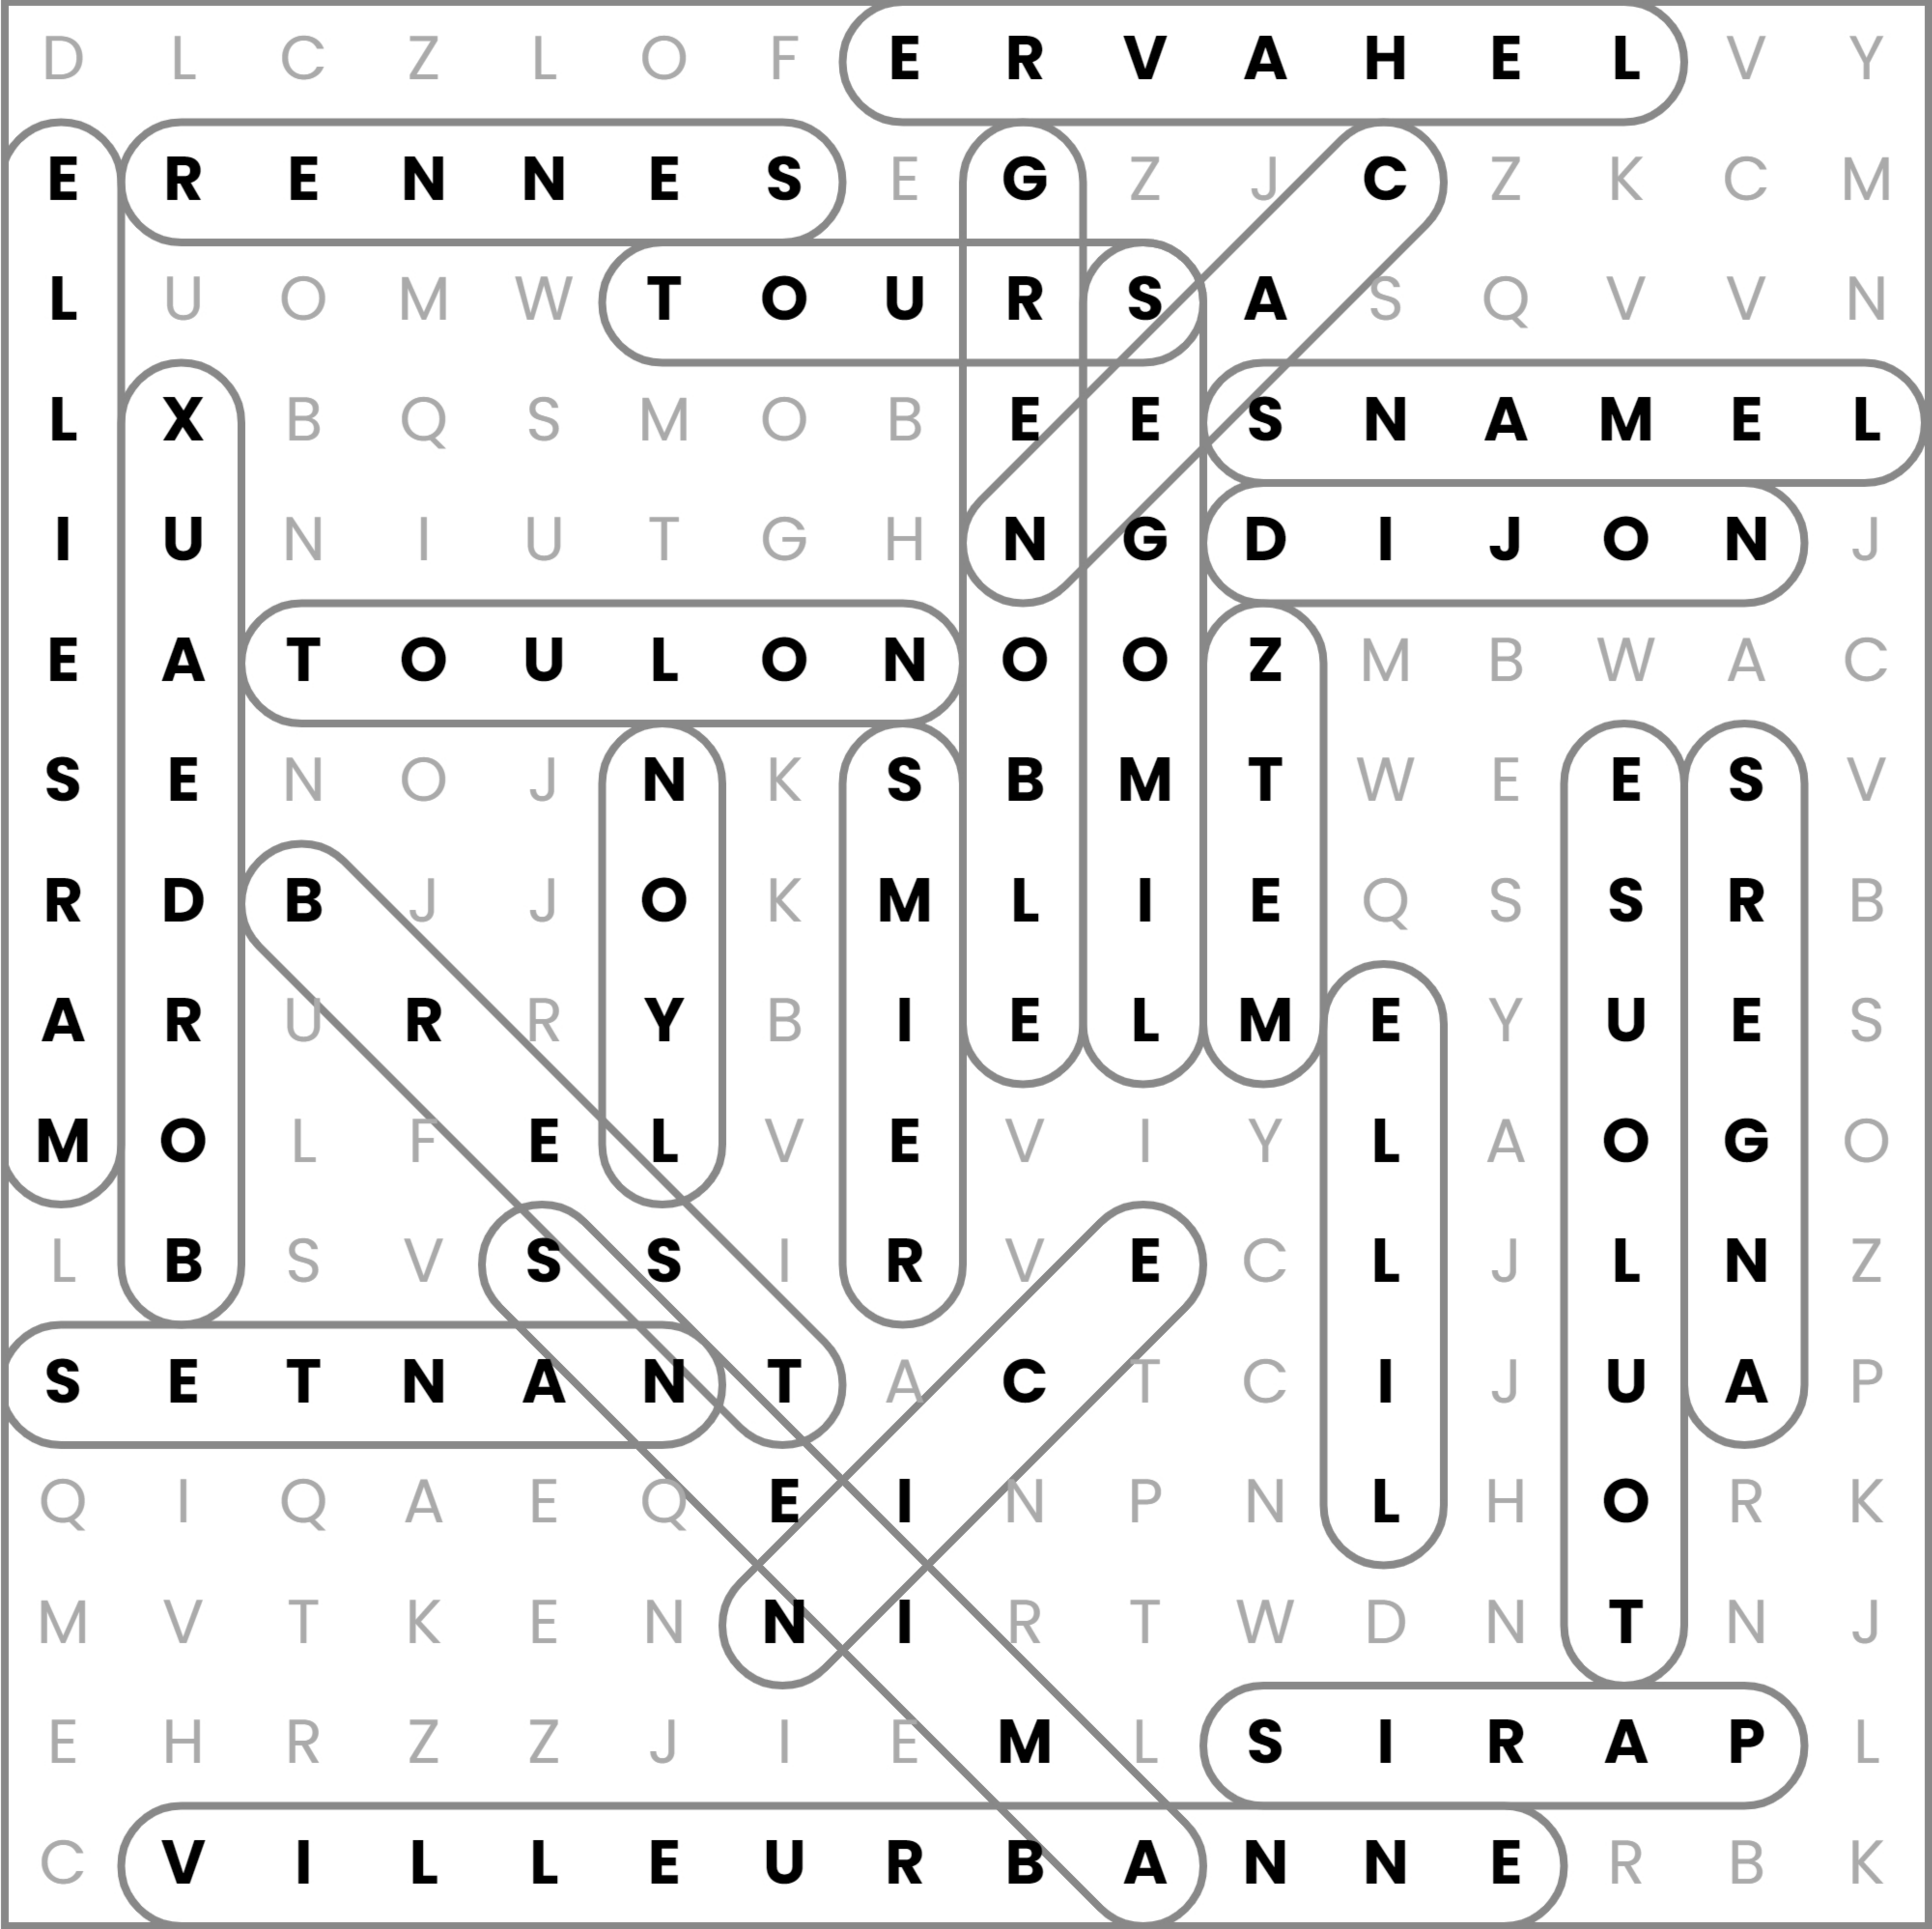 D L C Z L O F E R V A H E L V Y
E R E N N E S E G Z J C Z K C M
L U O M W T O U R S A S Q V V N
L X B Q S M O B E E S N A M E L
I U N I U T G H N G D I J O N J
E A T O U L O N O O Z M B W A C
S E N O J N K S B M T W E E S V
R D B J J O K M L I E Q S S R B
A R U R R Y B I E L M E Y U E S
M O L F E L V E V I Y L A O G O
L B S V S S I R V E C L J L N Z
S E T N A N T A C T C I J U A P
Q I Q A E Q E I N P N L H O R K
M V T K E N N I R T W D N T N J
E H R Z Z J I E M L S I R A P L
C V I L L E U R B A N N E R B K